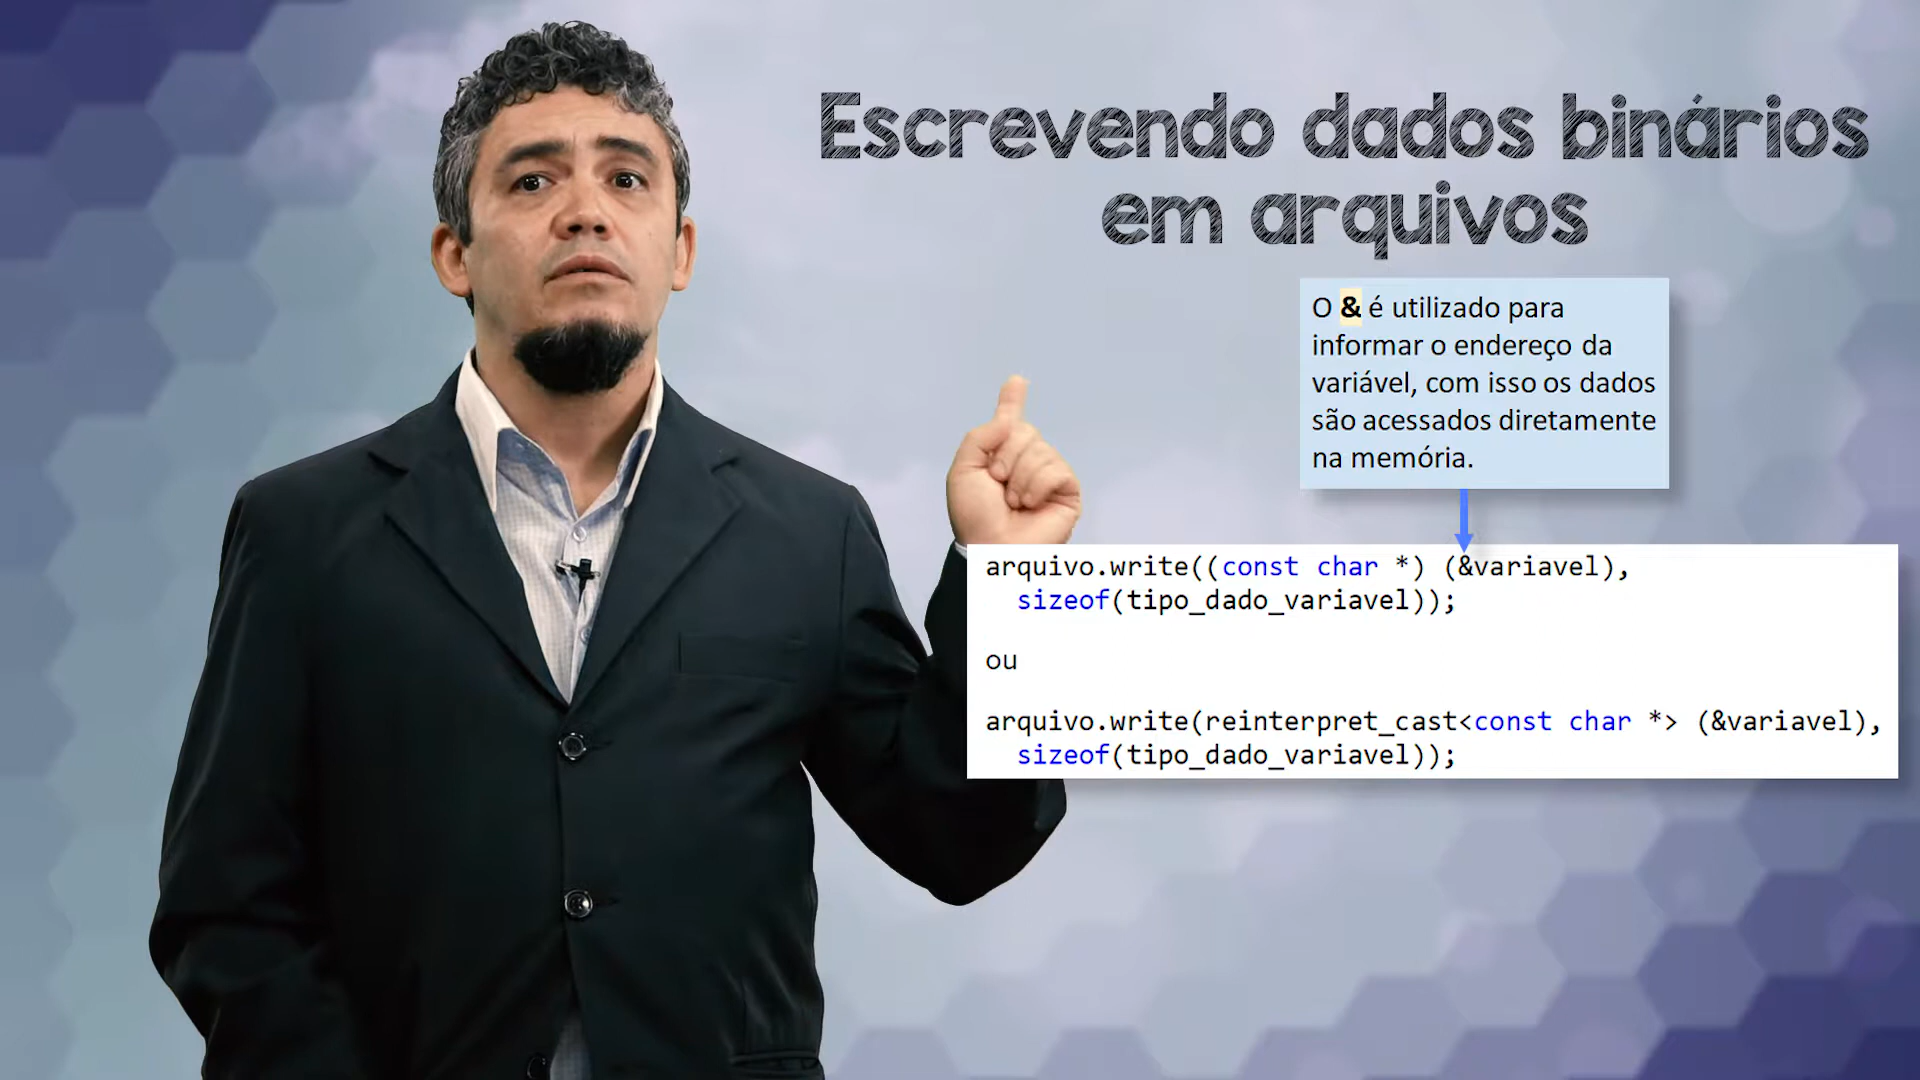 Escrevendo dados binários
em arquivos
O & é utilizado para
informar o endereço da
variável, com isso os dados
são acessados diretamente
na memória.
arquivo.write((const char *) (&variavel),
sizeof(tipo_dado_variavel));
ou
arquivo.write(reinterpret_cast<const char *> (&variavel),
sizeof(tipo_dado_variavel));